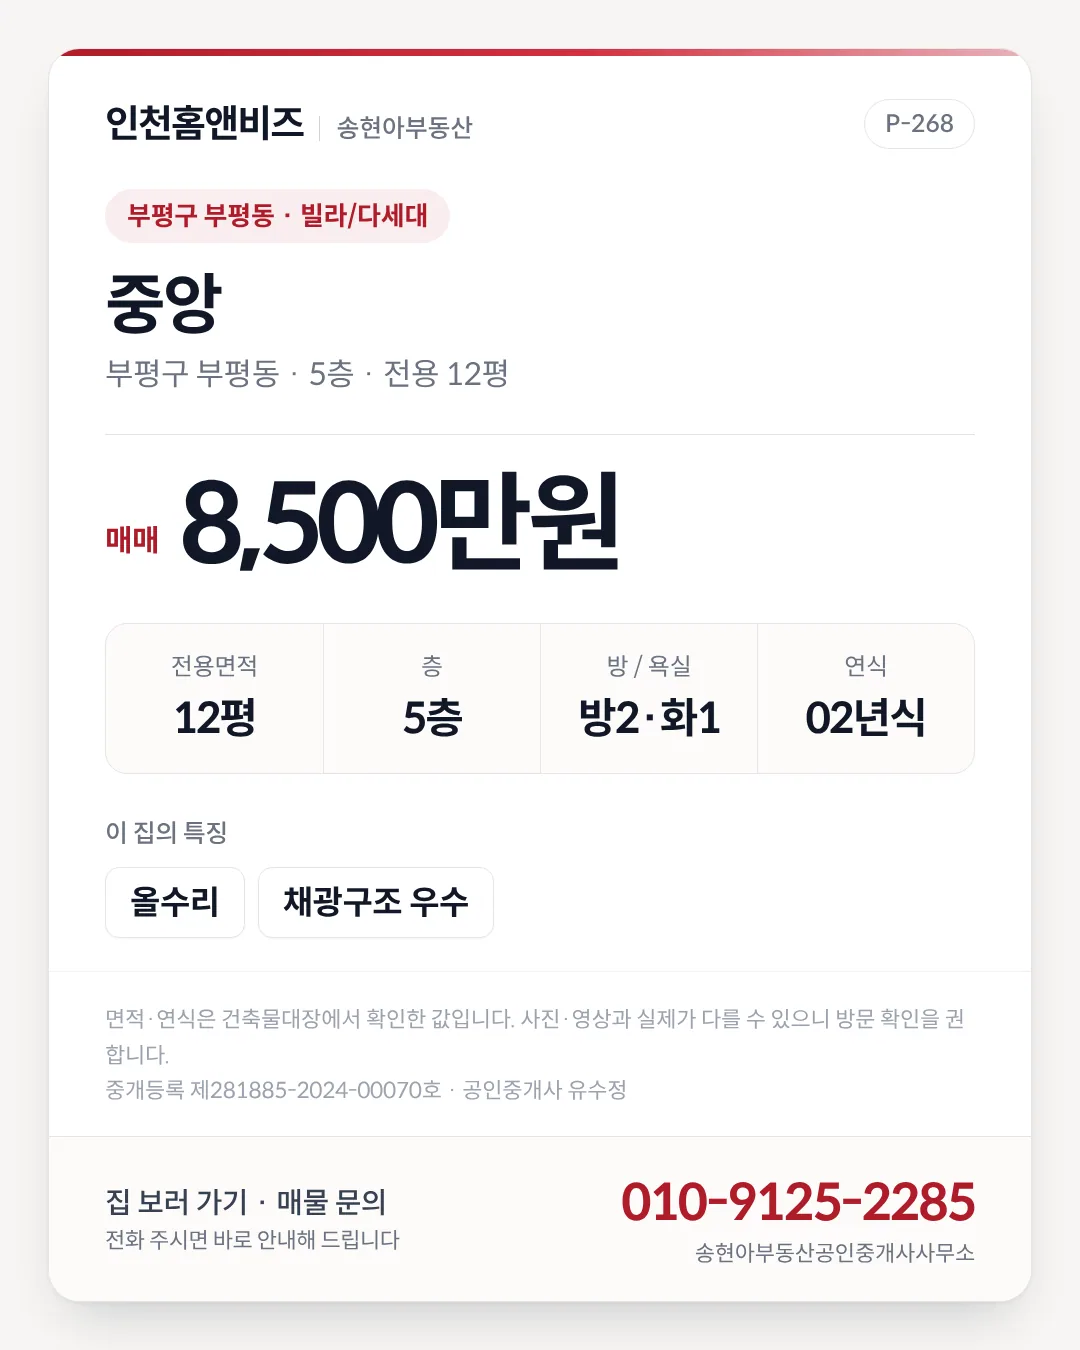 인천홈앤비즈 | 송현아부동산
P-268
부평구 부평동 · 빌라/다세대
중앙
부평구 부평동 · 5층 · 전용 12평
매매 8,500만원
전용면적
12평
층
5층
방 / 욕실
방2·화1
연식
02년식
이 집의 특징
올수리
채광구조 우수
면적·연식은 건축물대장에서 확인한 값입니다. 사진·영상과 실제가 다를 수 있으니 방문 확인을 권
합니다.
중개등록 제281885-2024-00070호 · 공인중개사 유수정
집 보러 가기 · 매물 문의
전화 주시면 바로 안내해 드립니다
010-9125-2285
송현아부동산공인중개사사무소